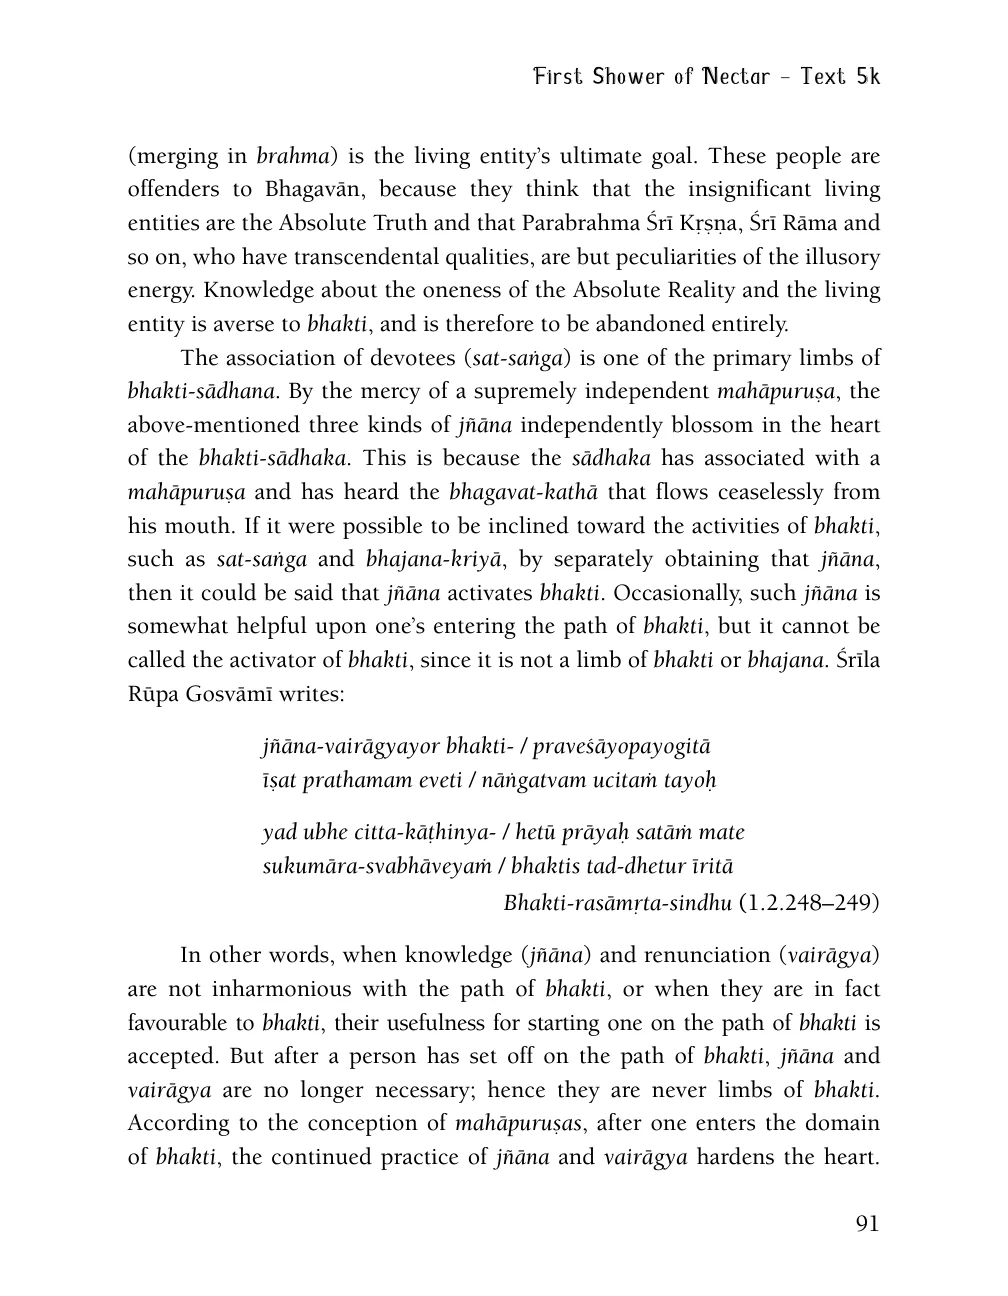 First Shower of Nectar – Text 5k
(merging in brahma) is the living entity’s ultimate goal. These people are
offenders to Bhagavān, because they think that the insignificant living
entities are the Absolute Truth and that Parabrahma Śrī Kṛṣṇa, Śrī Rāma and
so on, who have transcendental qualities, are but peculiarities of the illusory
energy. Knowledge about the oneness of the Absolute Reality and the living
entity is averse to bhakti, and is therefore to be abandoned entirely.
The association of devotees (sat-saṅga) is one of the primary limbs of
bhakti-sādhana. By the mercy of a supremely independent mahāpuruṣa, the
above-mentioned three kinds of jñāna independently blossom in the heart
of the bhakti-sādhaka. This is because the sādhaka has associated with a
mahāpuruṣa and has heard the bhagavat-kathā that flows ceaselessly from
his mouth. If it were possible to be inclined toward the activities of bhakti,
such as sat-saṅga and bhajana-kriyā, by separately obtaining that jñāna,
then it could be said that jñāna activates bhakti. Occasionally, such jñāna is
somewhat helpful upon one’s entering the path of bhakti, but it cannot be
called the activator of bhakti, since it is not a limb of bhakti or bhajana. Śrīla
Rūpa Gosvāmī writes:
jñāna-vairāgyayor bhakti- / praveśāyopayogitā
īṣat prathamam eveti / nāṅgatvam ucitaṁ tayoḥ
yad ubhe citta-kāṭhinya- / hetū prāyaḥ satāṁ mate
sukumāra-svabhāveyaṁ / bhaktis tad-dhetur īritā
Bhakti-rasāmṛta-sindhu (1.2.248–249)
In other words, when knowledge (jñāna) and renunciation (vairāgya)
are not inharmonious with the path of bhakti, or when they are in fact
favourable to bhakti, their usefulness for starting one on the path of bhakti is
accepted. But after a person has set off on the path of bhakti, jñāna and
vairāgya are no longer necessary; hence they are never limbs of bhakti.
According to the conception of mahāpuruṣas, after one enters the domain
of bhakti, the continued practice of jñāna and vairāgya hardens the heart.
91